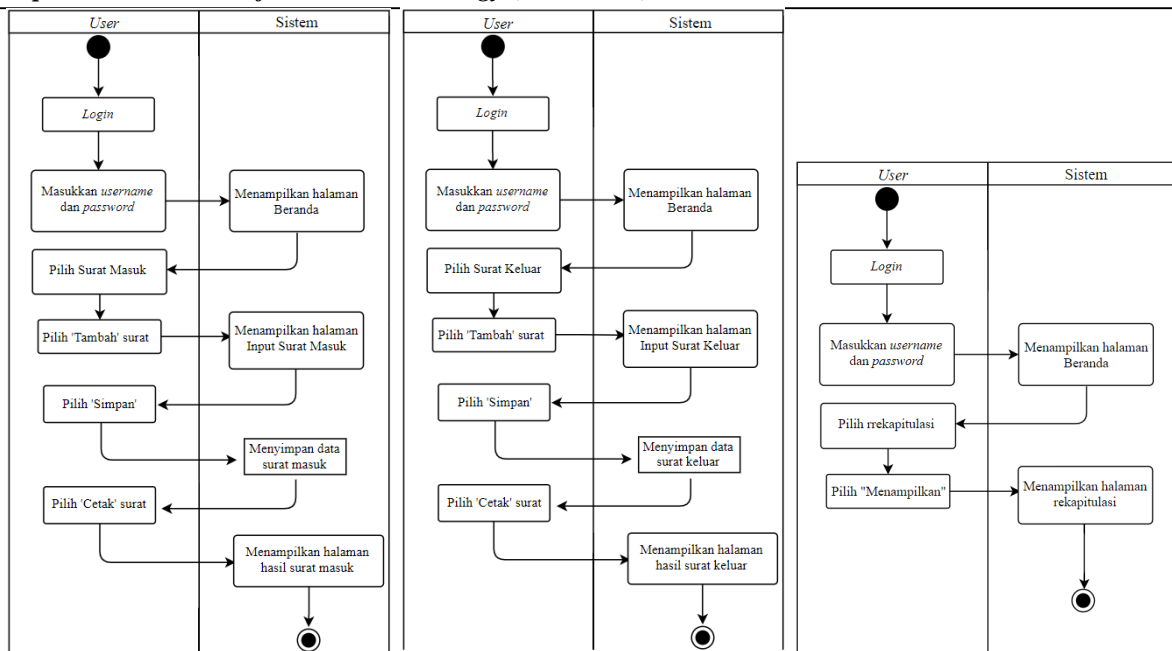 User
Sistem
Login
Masukkan username
dan password
Menampilkan halaman
Beranda
Pilih Surat Masuk
Pilih 'Tambah' surat
Menampilkan halaman
Input Surat Masuk
Pilih 'Simpan'
Menyimpan data
surat masuk
Pilih 'Cetak' surat
Menampilkan halaman
hasil surat masuk
User
Sistem
Login
Masukkan username
dan password
Menampilkan halaman
Beranda
Pilih Surat Keluar
Pilih 'Tambah' surat
Menampilkan halaman
Input Surat Keluar
Pilih 'Simpan'
Menyimpan data
surat keluar
Pilih 'Cetak' surat
Menampilkan halaman
hasil surat keluar
User
Sistem
Login
Masukkan username
dan password
Menampilkan halaman
Beranda
Pilih rrekapitulasi
Pilih "Menampilkan"
Menampilkan halaman
rekapitulasi